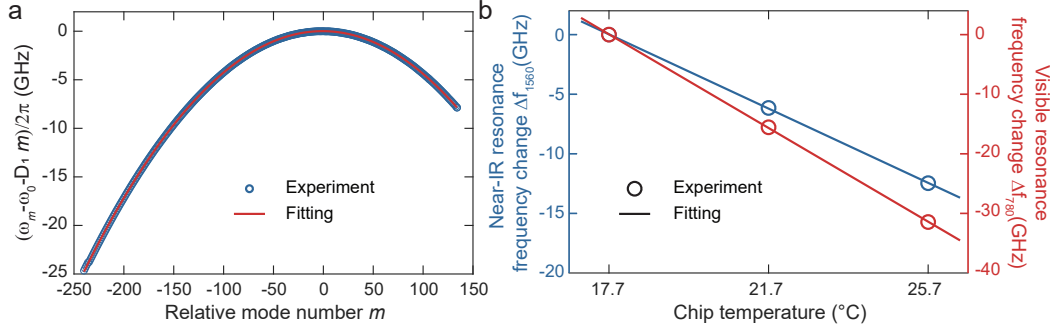 a
(ω_m-ω_0-D_1 m)/2π (GHz)
0
-5
-10
-15
-20
-25
Experiment
Fitting
-250
-200
-150
-100
-50
0
50
100
150
Relative mode number m
b
Near-IR resonance
frequency change Δf_1560(GHz)
0
-5
-10
-15
-20
Experiment
Fitting
17.7
21.7
25.7
Chip temperature (°C)
0
-10
-20
-30
-40
Visible resonance
frequency change Δf_780(GHz)